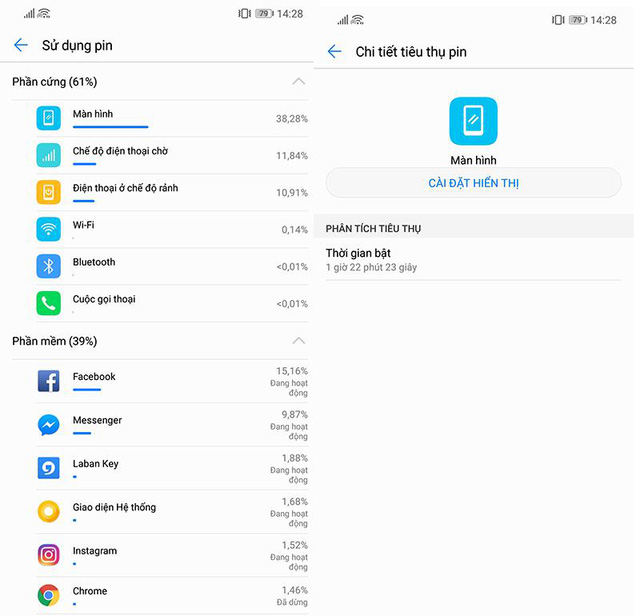 79 14:28
Sử dụng pin
Phần cứng (61%)
Màn hình
38,28%
Chế độ điện thoại chờ
11,84%
Điện thoại ở chế độ rảnh
10,91%
Wi-Fi
0,14%
Bluetooth
<0,01%
Cuộc gọi thoại
<0,01%
Phần mềm (39%)
Facebook
15,16%
Đang hoạt
động
Messenger
9,87%
Đang hoạt
động
Laban Key
1,88%
Đang hoạt
động
Giao diện Hệ thống
1,68%
Đang hoạt
động
Instagram
1,52%
Đang hoạt
động
Chrome
1,46%
Đã dừng
79 14:28
Chi tiết tiêu thụ pin
Màn hình
CÀI ĐẶT HIỂN THỊ
PHÂN TÍCH TIÊU THỤ
Thời gian bật
1 giờ 22 phút 23 giây